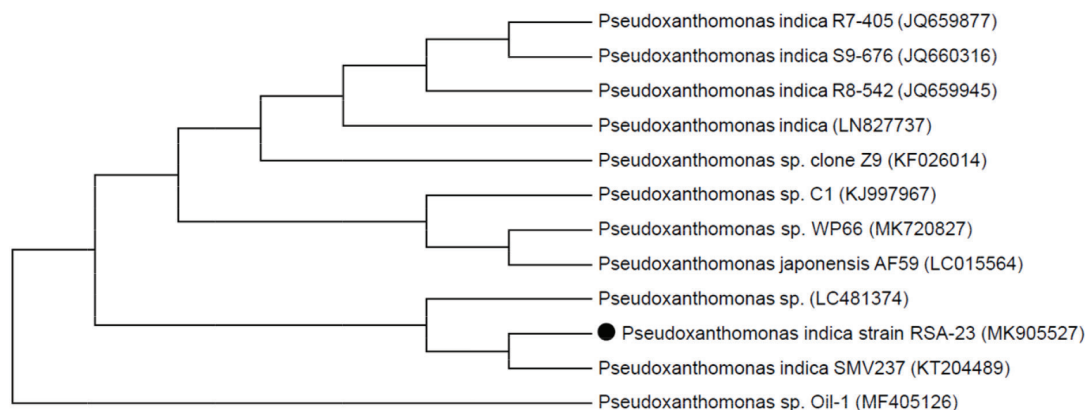 Pseudoxanthomonas indica R7-405 (JQ659877)
Pseudoxanthomonas indica S9-676 (JQ660316)
Pseudoxanthomonas indica R8-542 (JQ659945)
Pseudoxanthomonas indica (LN827737)
Pseudoxanthomonas sp. clone Z9 (KF026014)
Pseudoxanthomonas sp. C1 (KJ997967)
Pseudoxanthomonas sp. WP66 (MK720827)
Pseudoxanthomonas japonensis AF59 (LC015564)
Pseudoxanthomonas sp. (LC481374)
Pseudoxanthomonas indica strain RSA-23 (MK905527)
Pseudoxanthomonas indica SMV237 (KT204489)
Pseudoxanthomonas sp. Oil-1 (MF405126)